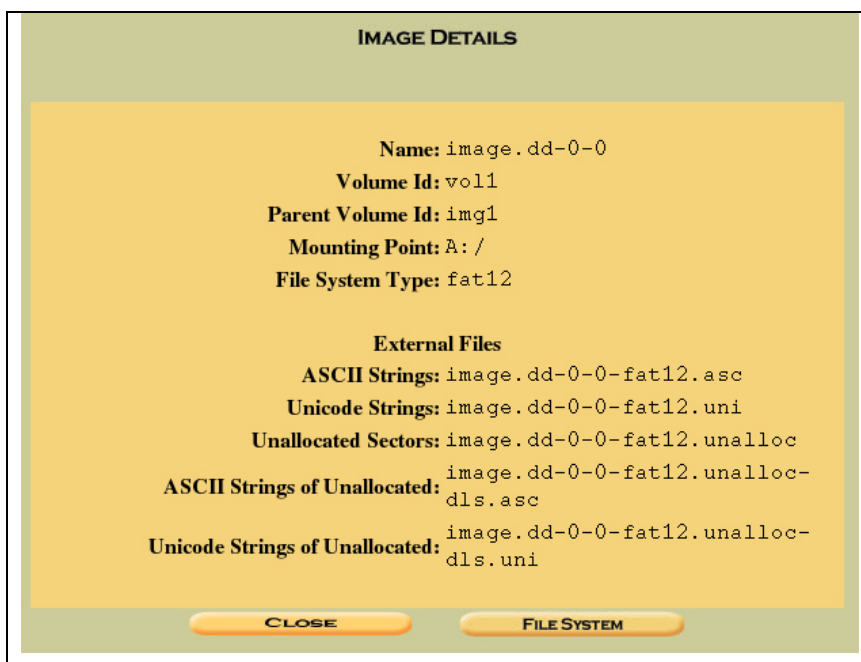 IMAGE DETAILS
Name: image.dd-0-0
Volume Id: vol1
Parent Volume Id: img1
Mounting Point: A:/
File System Type: fat12
External Files
ASCII Strings: image.dd-0-0-fat12.asc
Unicode Strings: image.dd-0-0-fat12.uni
Unallocated Sectors: image.dd-0-0-fat12.unalloc
ASCII Strings of Unallocated: image.dd-0-0-fat12.unalloc-
dls.asc
Unicode Strings of Unallocated: image.dd-0-0-fat12.unalloc-
dls.uni
CLOSE FILE SYSTEM